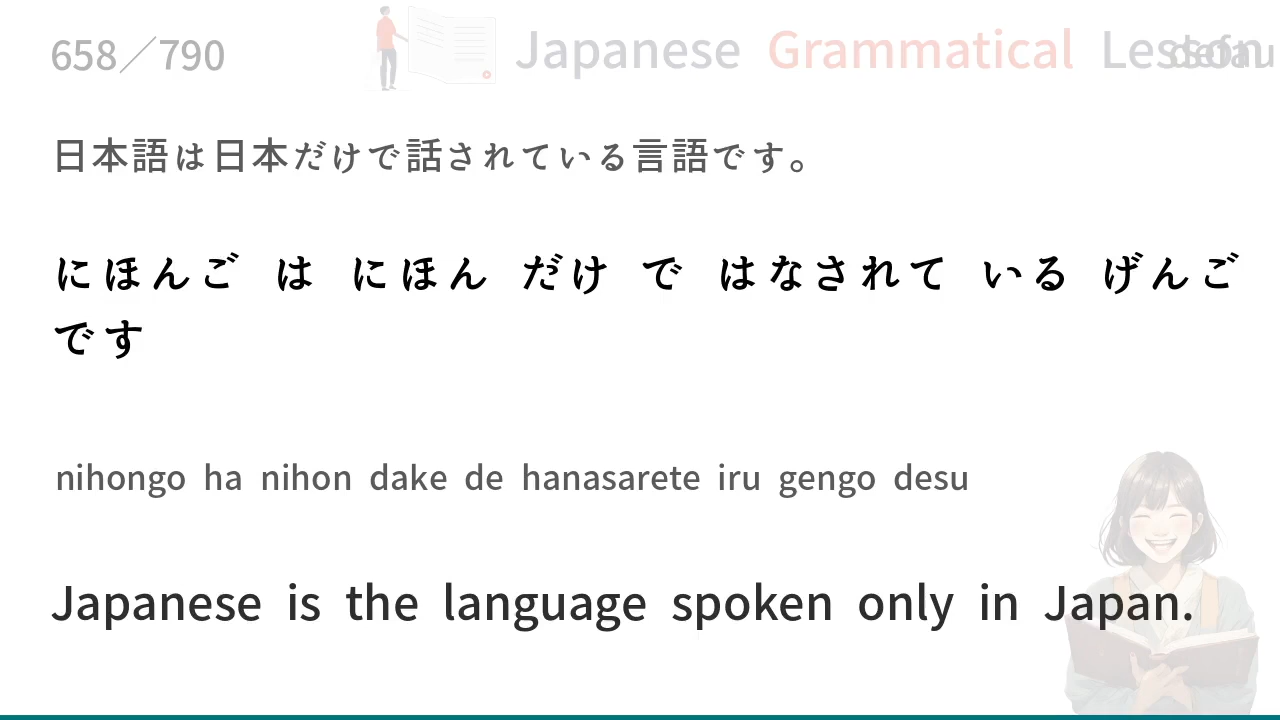 658／790
Japanese Grammatical Lesson
日本語は日本だけで話されている言語です。
にほんご は にほん だけ で はなされて いる げんご
です
nihongo ha nihon dake de hanasarete iru gengo desu
Japanese is the language spoken only in Japan.